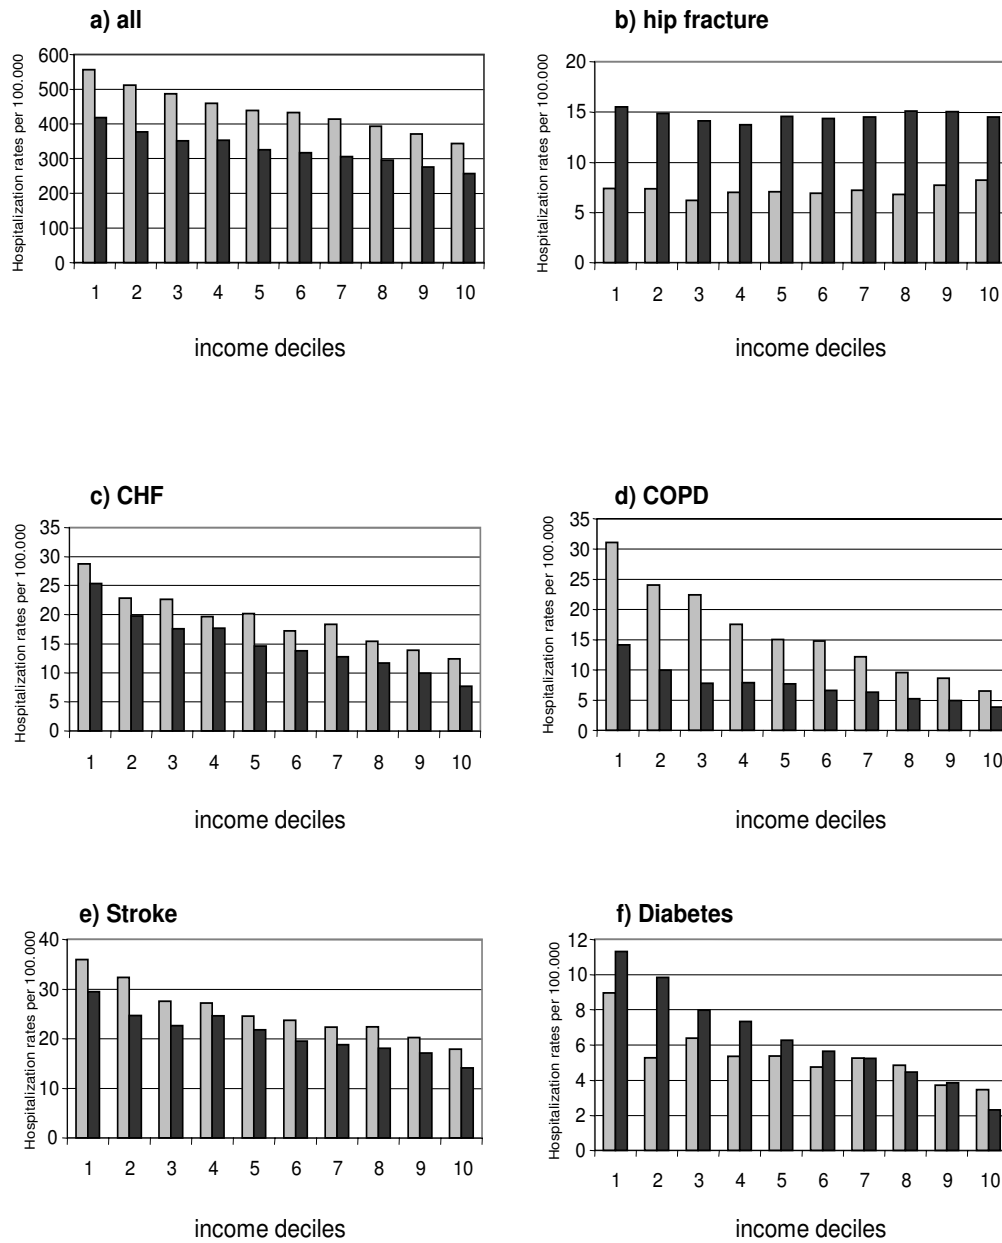 a) all
Hospitalization rates per 100.000
600
500
400
300
200
100
0
1 2 3 4 5 6 7 8 9 10
income deciles
b) hip fracture
Hospitalization rates per 100.000
20
15
10
5
0
1 2 3 4 5 6 7 8 9 10
income deciles
c) CHF
Hospitalization rates per 100.000
35
30
25
20
15
10
5
0
1 2 3 4 5 6 7 8 9 10
income deciles
d) COPD
Hospitalization rates per 100.000
35
30
25
20
15
10
5
0
1 2 3 4 5 6 7 8 9 10
income deciles
e) Stroke
Hospitalization rates per 100.000
40
30
20
10
0
1 2 3 4 5 6 7 8 9 10
income deciles
f) Diabetes
Hospitalization rates per 100.000
12
10
8
6
4
2
0
1 2 3 4 5 6 7 8 9 10
income deciles